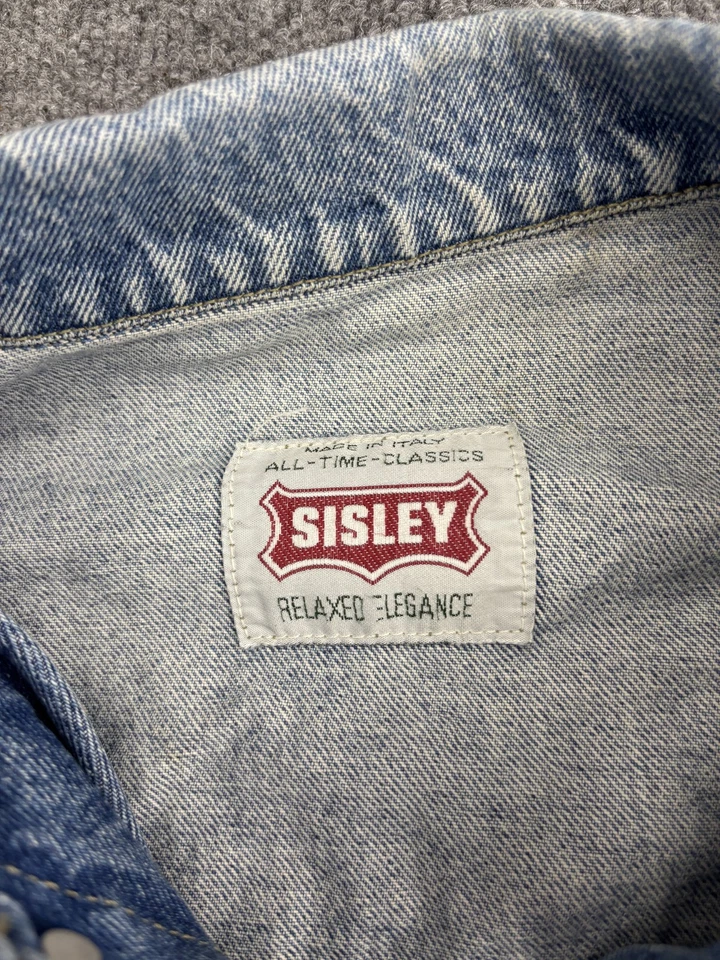 MADE IN ITALY
ALL-TIME-CLASSICS
SISLEY
RELAXED ELEGANCE